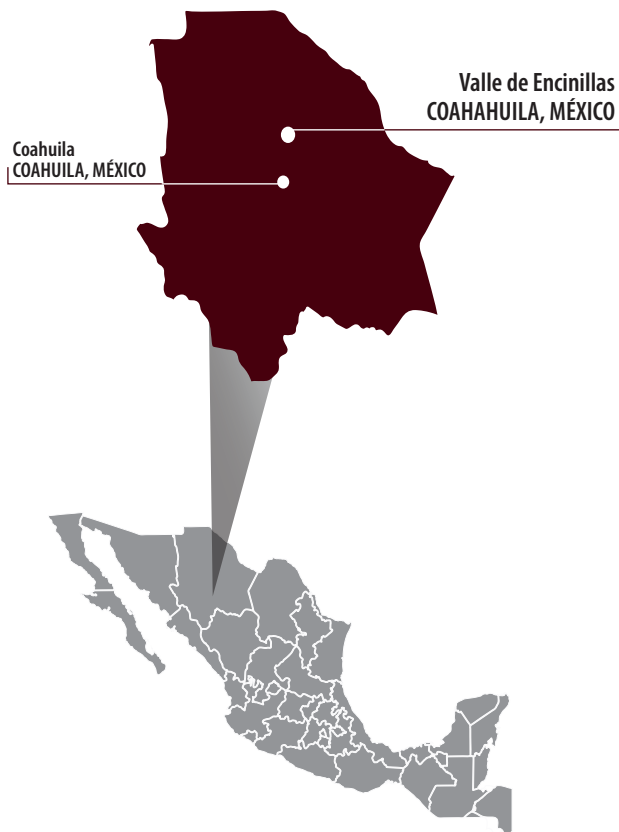 Valle de Encinillas
COAHAHUILA, MÉXICO
Coahuila
COAHUILA, MÉXICO